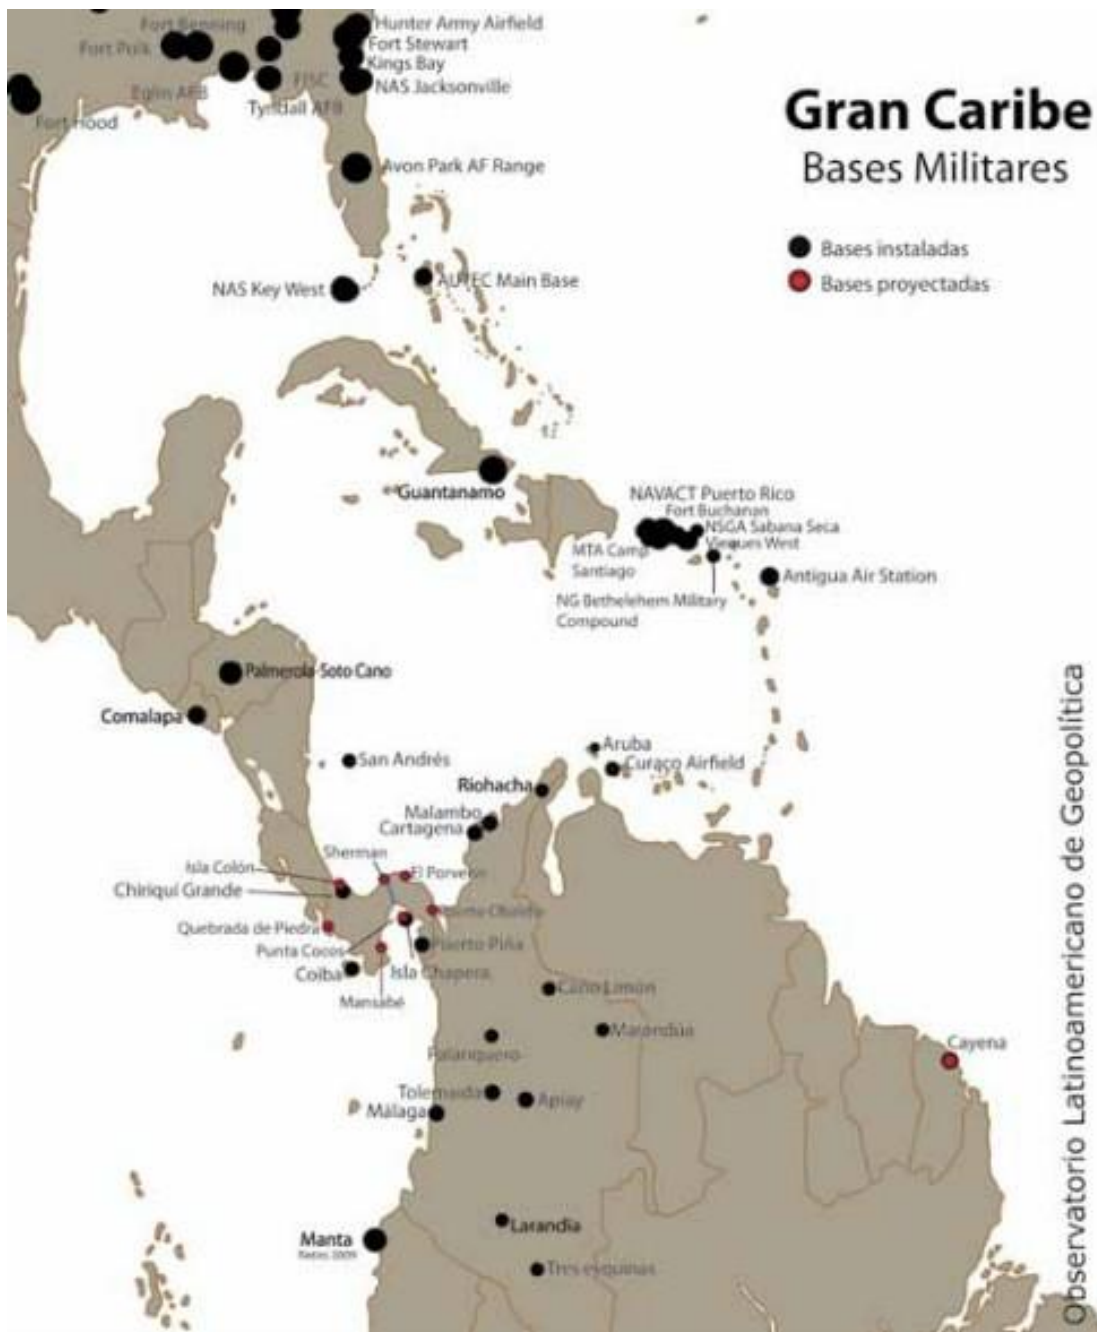 Gran Caribe
Bases Militares
Bases instaladas
Bases proyectadas
Fort Benning
Fort Polk
Eglin AFB
Tyndall AFB
Fort Hood
Hunter Army Airfield
Fort Stewart
Kings Bay
FISC
NAS Jacksonville
Avon Park AF Range
NAS Key West
AUTEC Main Base
Guantanamo
NAVACT Puerto Rico
Fort Buchanan
NSGA Sabana Seca
Vieques West
MTA Camp
Santiago
NG Bethelehem Military
Compound
Antigua Air Station
Palmerola-Soto Cano
Comalapa
San Andrés
Aruba
Curaço Airfield
Riohacha
Malambo
Cartagena
Sherman
Isla Colón
El Porvenir
Chiriquí Grande
Quebrada de Piedra
Punta Cocos
Puerto Piña
Coiba
Isla Chapera
Mansabé
Caño Limón
Marandúa
Palanquero
Tolemaida
Apiay
Málaga
Cayena
Larandia
Manta
Tres esquinas
Observatorio Latinoamericano de Geopolítica